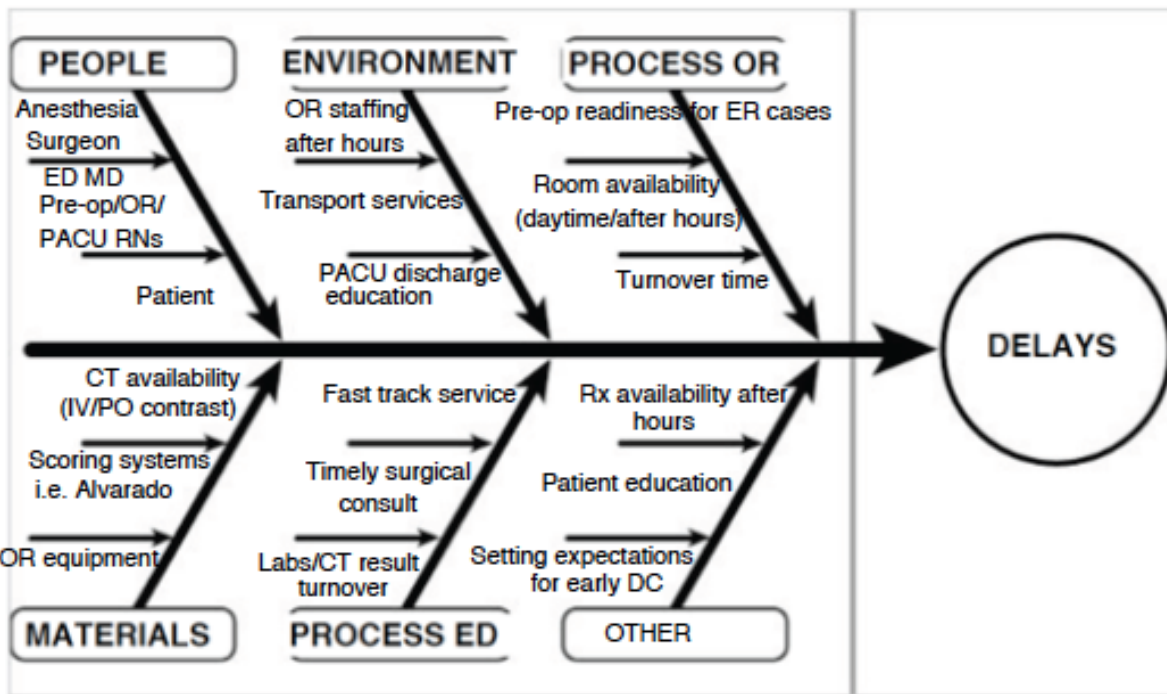 PEOPLE
ENVIRONMENT
PROCESS OR
Anesthesia
Surgeon
ED MD
Pre-op/OR/
PACU RNs
Patient
OR staffing
after hours
Transport services
PACU discharge
education
Pre-op readiness for ER cases
Room availability
(daytime/after hours)
Turnover time
DELAYS
CT availability
(IV/PO contrast)
Scoring systems
i.e. Alvarado
OR equipment
Fast track service
Timely surgical
consult
Labs/CT result
turnover
Rx availability after
hours
Patient education
Setting expectations
for early DC
MATERIALS
PROCESS ED
OTHER